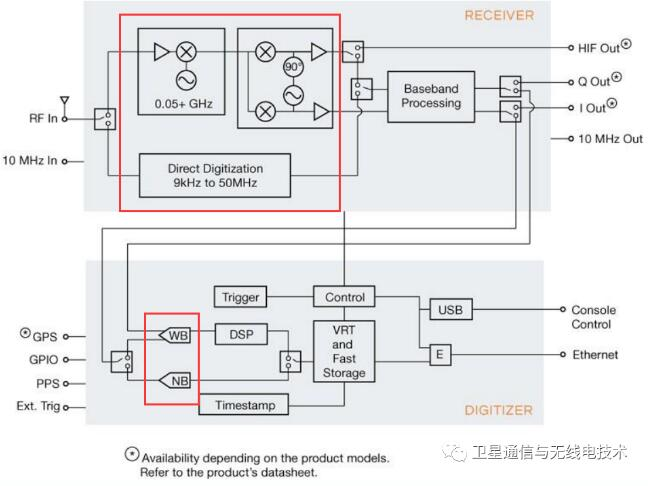 RECEIVER
HIF Out*
90°
Q Out*
0.05+ GHz
Baseband
Processing
I Out*
RF In
10 MHz Out
10 MHz In
Direct Digitization
9kHz to 50MHz
Trigger
Control
USB
Console
Control
*GPS
WB
DSP
VRT
and
Fast
Storage
E
Ethernet
GPIO
NB
PPS
Ext. Trig
Timestamp
DIGITIZER
* Availability depending on the product models.
Refer to the product's datasheet.
卫星通信与无线电技术